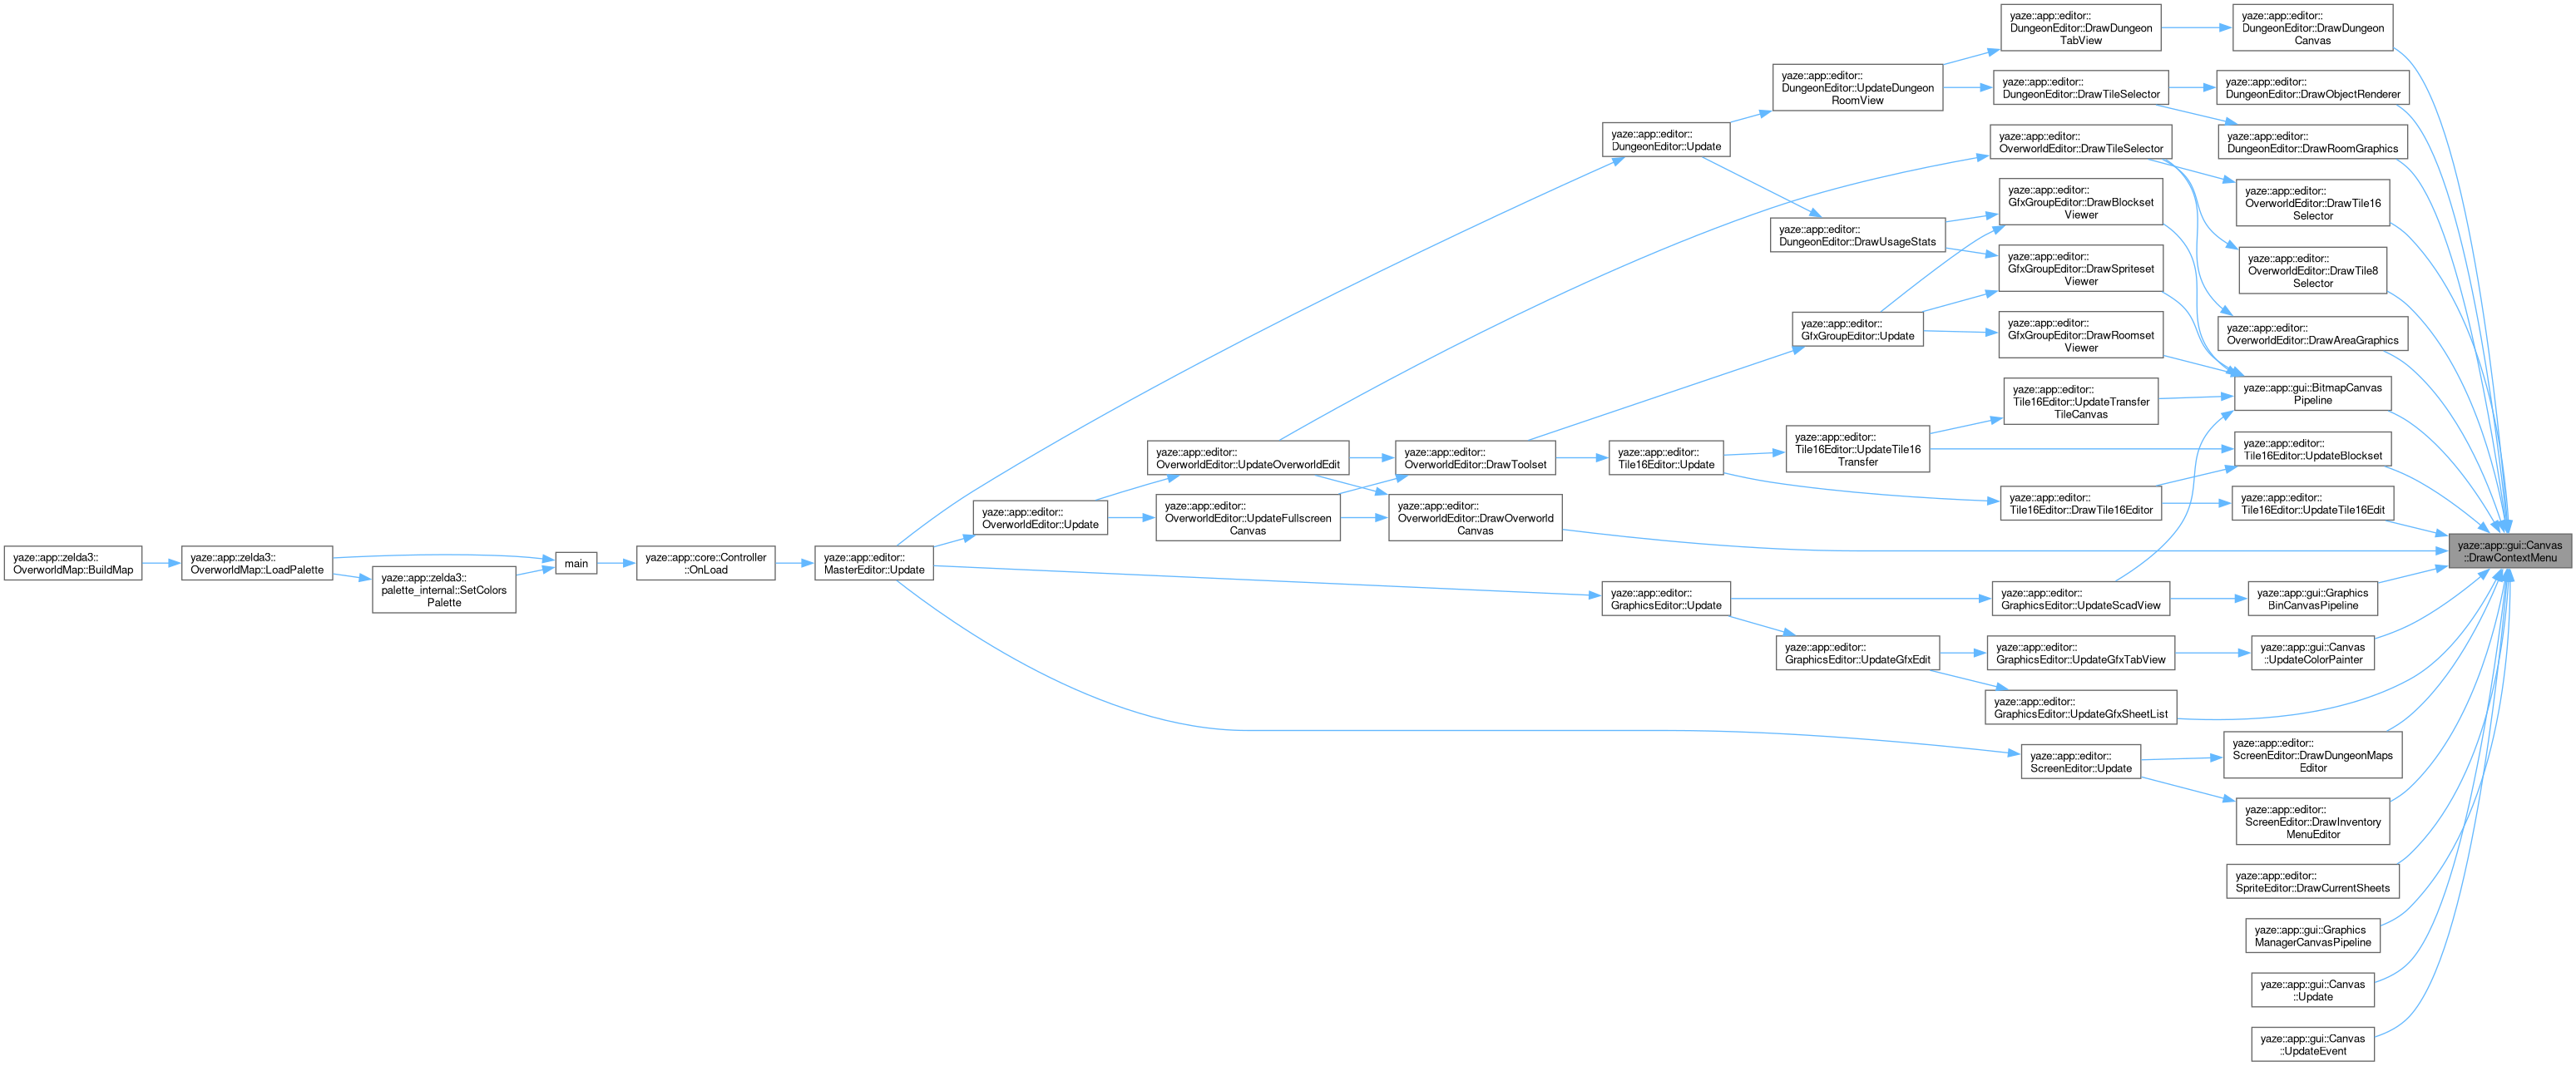 yaze::app::zelda3::
OverworldMap::BuildMap
yaze::app::zelda3::
OverworldMap::LoadPalette
yaze::app::zelda3::
palette_internal::SetColors
Palette
main
yaze::app::core::Controller
::OnLoad
yaze::app::editor::
MasterEditor::Update
yaze::app::editor::
OverworldEditor::Update
yaze::app::editor::
OverworldEditor::UpdateOverworldEdit
yaze::app::editor::
OverworldEditor::UpdateFullscreen
Canvas
yaze::app::editor::
OverworldEditor::DrawToolset
yaze::app::editor::
OverworldEditor::DrawOverworld
Canvas
yaze::app::editor::
DungeonEditor::Update
yaze::app::editor::
Tile16Editor::Update
yaze::app::editor::
GraphicsEditor::Update
yaze::app::editor::
DungeonEditor::UpdateDungeon
RoomView
yaze::app::editor::
DungeonEditor::DrawUsageStats
yaze::app::editor::
GfxGroupEditor::Update
yaze::app::editor::
Tile16Editor::UpdateTile16
Transfer
yaze::app::editor::
GraphicsEditor::UpdateGfxEdit
yaze::app::editor::
DungeonEditor::DrawDungeon
TabView
yaze::app::editor::
DungeonEditor::DrawTileSelector
yaze::app::editor::
OverworldEditor::DrawTileSelector
yaze::app::editor::
GfxGroupEditor::DrawBlockset
Viewer
yaze::app::editor::
GfxGroupEditor::DrawSpriteset
Viewer
yaze::app::editor::
GfxGroupEditor::DrawRoomset
Viewer
yaze::app::editor::
Tile16Editor::UpdateTransfer
TileCanvas
yaze::app::editor::
Tile16Editor::DrawTile16Editor
yaze::app::editor::
GraphicsEditor::UpdateScadView
yaze::app::editor::
GraphicsEditor::UpdateGfxTabView
yaze::app::editor::
GraphicsEditor::UpdateGfxSheetList
yaze::app::editor::
ScreenEditor::Update
yaze::app::editor::
DungeonEditor::DrawDungeon
Canvas
yaze::app::editor::
DungeonEditor::DrawObjectRenderer
yaze::app::editor::
DungeonEditor::DrawRoomGraphics
yaze::app::editor::
OverworldEditor::DrawTile16
Selector
yaze::app::editor::
OverworldEditor::DrawTile8
Selector
yaze::app::editor::
OverworldEditor::DrawAreaGraphics
yaze::app::gui::BitmapCanvas
Pipeline
yaze::app::editor::
Tile16Editor::UpdateBlockset
yaze::app::editor::
Tile16Editor::UpdateTile16Edit
yaze::app::gui::Graphics
BinCanvasPipeline
yaze::app::gui::Canvas
::UpdateColorPainter
yaze::app::editor::
ScreenEditor::DrawDungeonMaps
Editor
yaze::app::editor::
ScreenEditor::DrawInventory
MenuEditor
yaze::app::editor::
SpriteEditor::DrawCurrentSheets
yaze::app::gui::Graphics
ManagerCanvasPipeline
yaze::app::gui::Canvas
::Update
yaze::app::gui::Canvas
::UpdateEvent
yaze::app::gui::Canvas
::DrawContextMenu